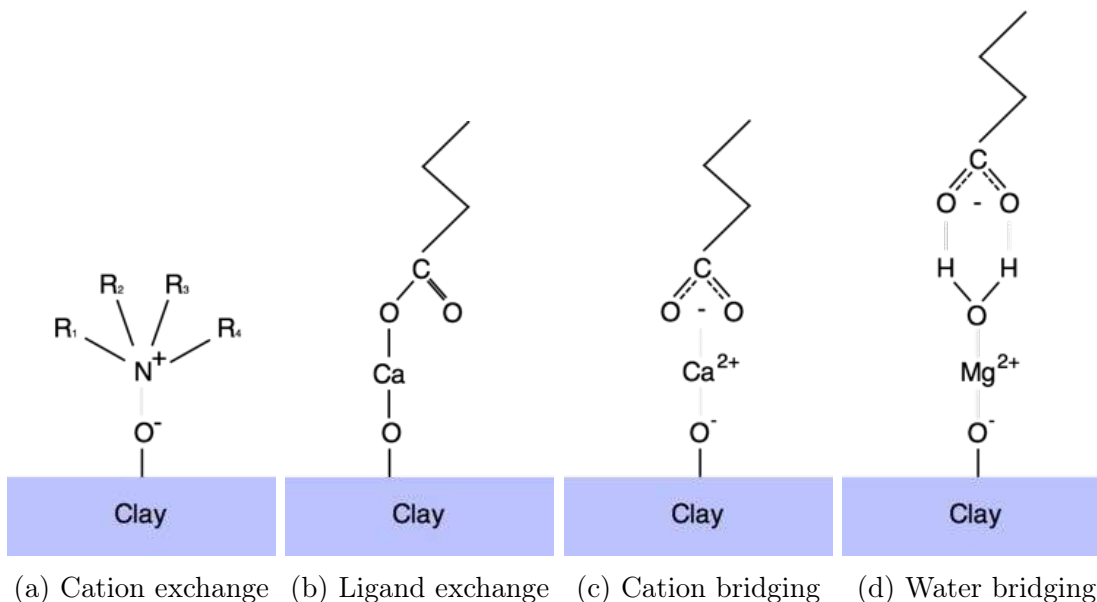 R₁ R₂ R₃ R₄
N⁺
O⁻
Clay
(a) Cation exchange
C
O O
Ca
O
Clay
(b) Ligand exchange
C
O - O
Ca²⁺
O⁻
Clay
(c) Cation bridging
C
O - O
H H
O
Mg²⁺
O⁻
Clay
(d) Water bridging